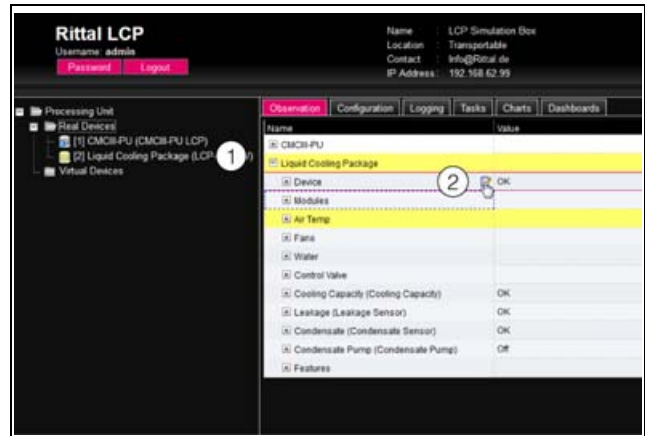 Rittal LCP
Username: admin
Password Logout
Name : LCP Simulation Box
Location : Transportable
Contact : Info@Rittal.de
IP Address : 192.168.62.99
Processing Unit
Real Devices
[1] CMCIII-PU (CMCIII-PU LCP)
[2] Liquid Cooling Package (LCP-
1
Virtual Devices
Observation Configuration Logging Tasks Charts Dashboards
Name Value
CMCIII-PU
Liquid Cooling Package
Device 2 OK
Modules
Air Temp
Fans
Water
Control Valve
Cooling Capacity (Cooling Capacity) OK
Leakage (Leakage Sensor) OK
Condensate (Condensate Sensor) OK
Condensate Pump (Condensate Pump) Off
Features